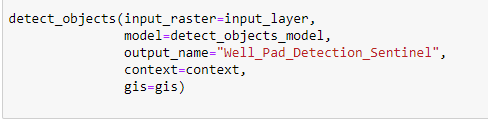 detect_objects(input_raster=input_layer,
               model=detect_objects_model,
               output_name="Well_Pad_Detection_Sentinel",
               context=context,
               gis=gis)